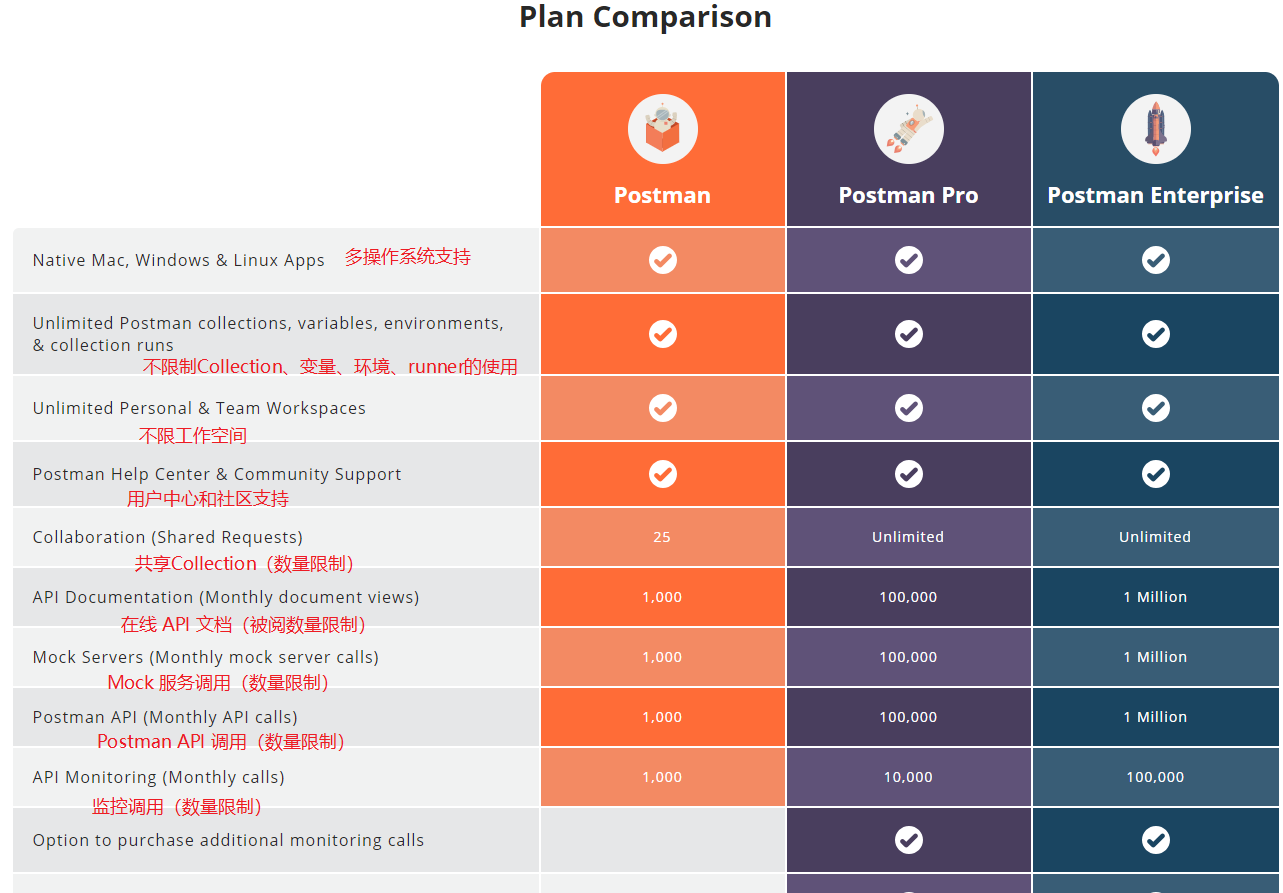 Plan Comparison
Postman
Postman Pro
Postman Enterprise
Native Mac, Windows & Linux Apps 多操作系统支持
Unlimited Postman collections, variables, environments,
& collection runs
不限制Collection、变量、环境、runner的使用
Unlimited Personal & Team Workspaces
不限工作空间
Postman Help Center & Community Support
用户中心和社区支持
Collaboration (Shared Requests) 25 Unlimited Unlimited
共享Collection（数量限制）
API Documentation (Monthly document views) 1,000 100,000 1 Million
在线 API 文档（被阅数量限制）
Mock Servers (Monthly mock server calls) 1,000 100,000 1 Million
Mock 服务调用（数量限制）
Postman API (Monthly API calls) 1,000 100,000 1 Million
Postman API 调用（数量限制）
API Monitoring (Monthly calls) 1,000 10,000 100,000
监控调用（数量限制）
Option to purchase additional monitoring calls